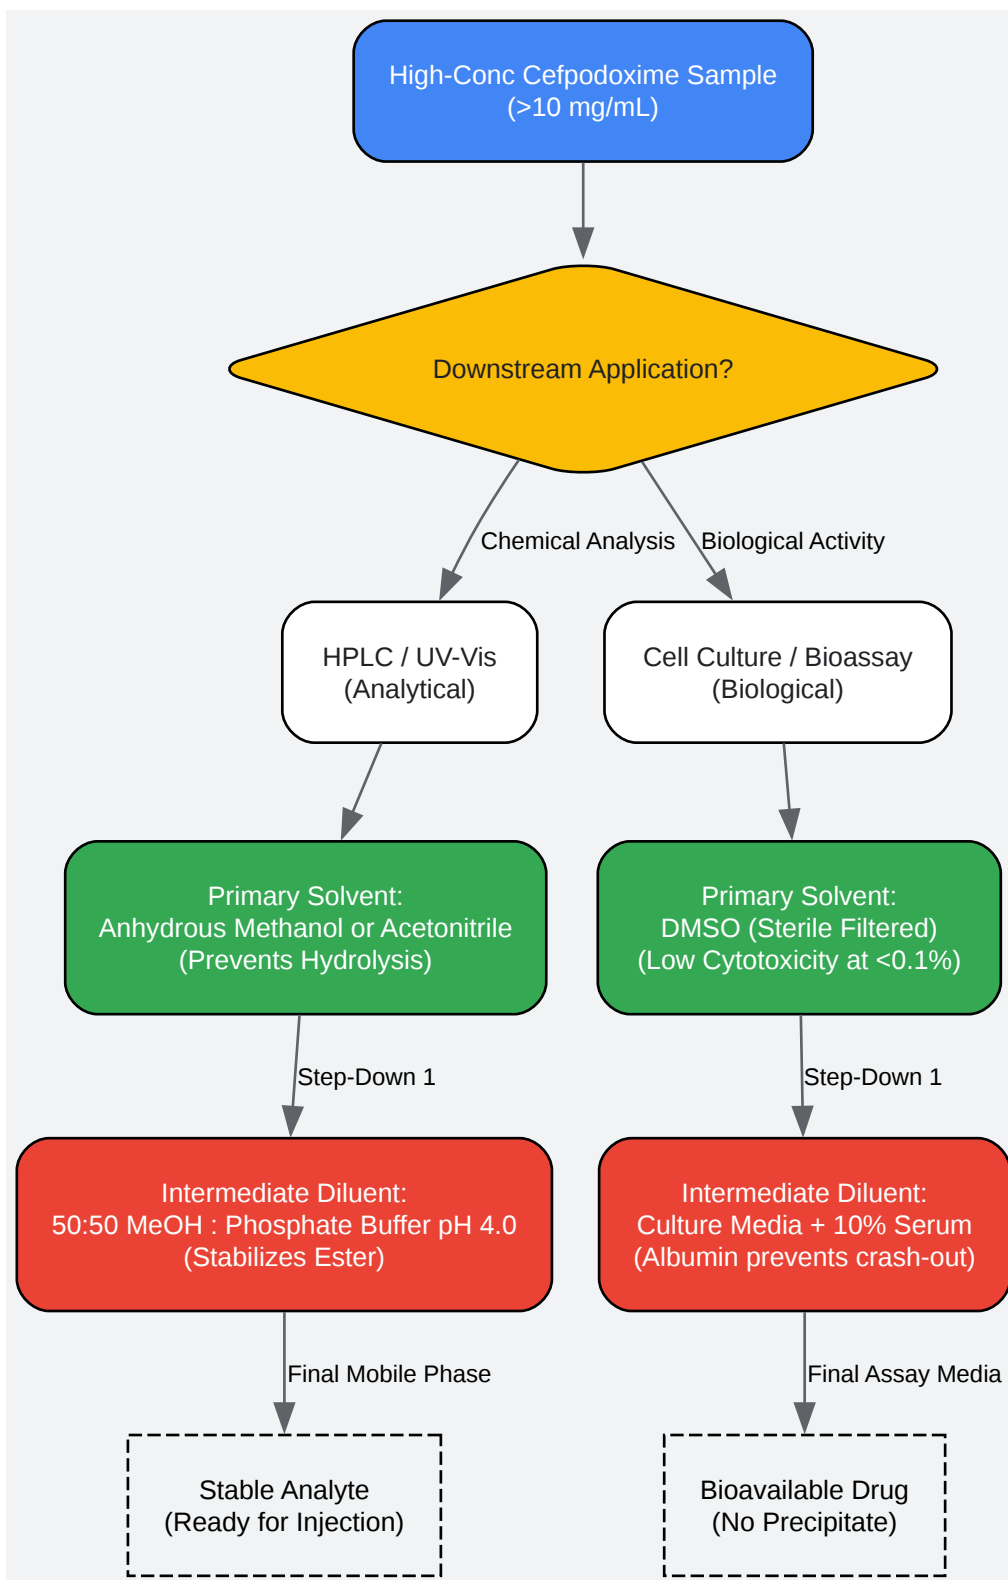 High-Conc Cefpodoxime Sample
(>10 mg/mL)
Downstream Application?
Chemical Analysis
Biological Activity
HPLC / UV-Vis
(Analytical)
Cell Culture / Bioassay
(Biological)
Primary Solvent:
Anhydrous Methanol or Acetonitrile
(Prevents Hydrolysis)
Primary Solvent:
DMSO (Sterile Filtered)
(Low Cytotoxicity at <0.1%)
Step-Down 1
Step-Down 1
Intermediate Diluent:
50:50 MeOH : Phosphate Buffer pH 4.0
(Stabilizes Ester)
Intermediate Diluent:
Culture Media + 10% Serum
(Albumin prevents crash-out)
Final Mobile Phase
Final Assay Media
Stable Analyte
(Ready for Injection)
Bioavailable Drug
(No Precipitate)